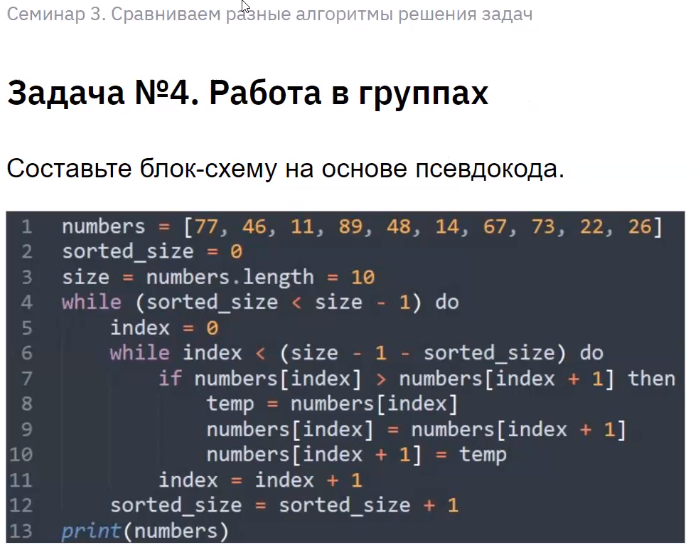 Семинар 3. Сравниваем разные алгоритмы решения задач
Задача №4. Работа в группах
Составьте блок-схему на основе псевдокода.
1 numbers = [77, 46, 11, 89, 48, 14, 67, 73, 22, 26]
2 sorted_size = 0
3 size = numbers.length = 10
4 while (sorted_size < size - 1) do
5     index = 0
6     while index < (size - 1 - sorted_size) do
7         if numbers[index] > numbers[index + 1] then
8             temp = numbers[index]
9             numbers[index] = numbers[index + 1]
10             numbers[index + 1] = temp
11         index = index + 1
12     sorted_size = sorted_size + 1
13 print(numbers)